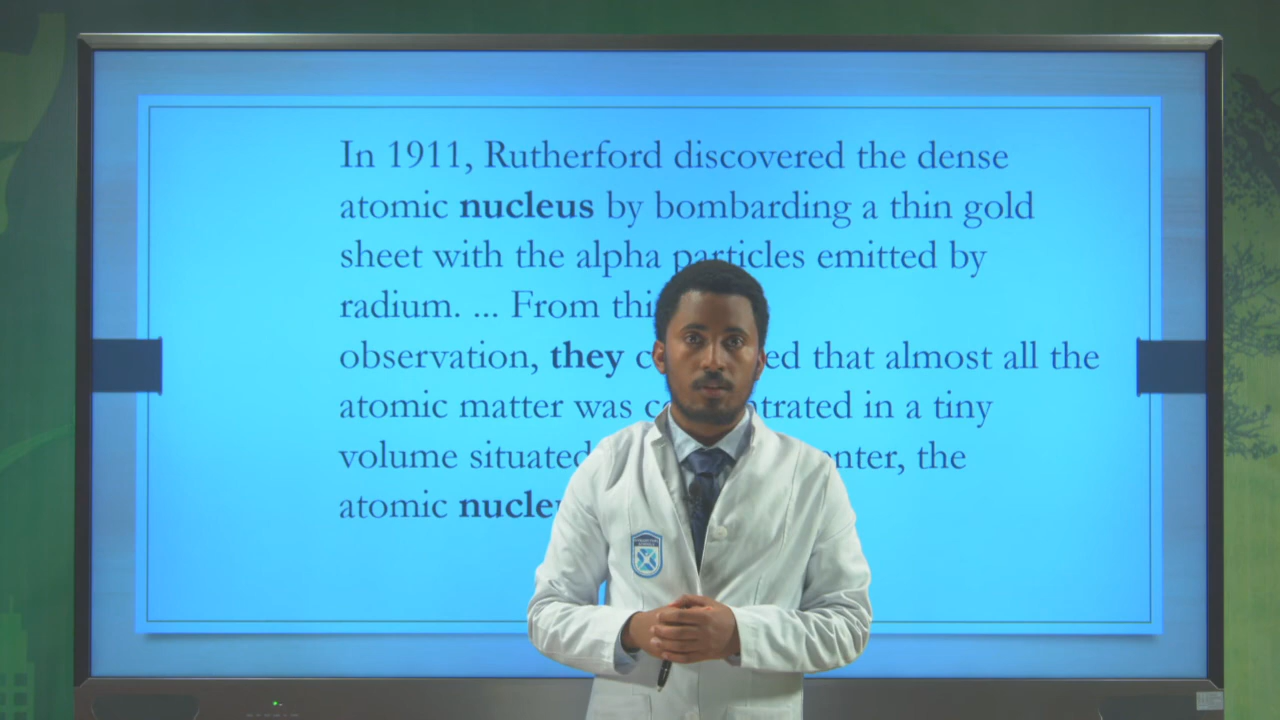 In 1911, Rutherford discovered the dense
atomic nucleus by bombarding a thin gold
sheet with the alpha particles emitted by
radium. ... From thi
observation, they c ed that almost all the
atomic matter was c trated in a tiny
volume situated nter, the
atomic nucle